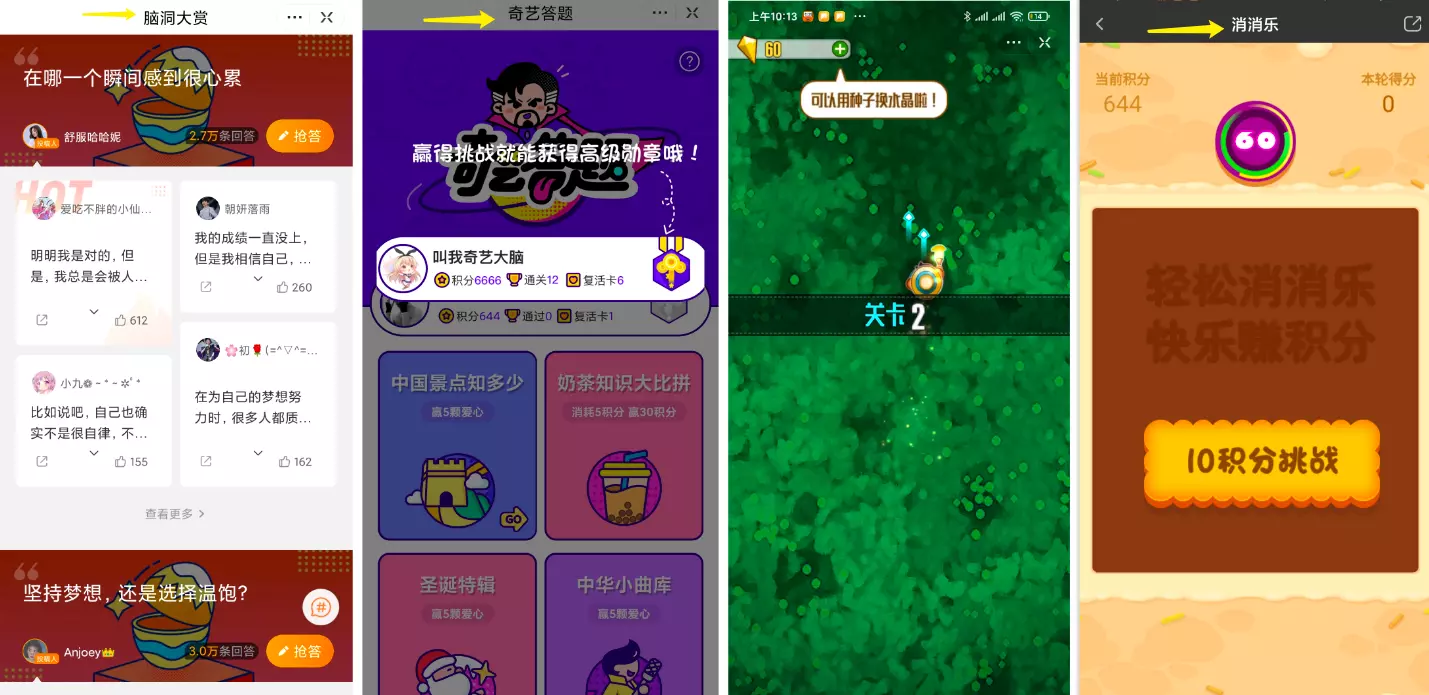 脑洞大赏
在哪一个瞬间感到很心累
舒服哈哈妮
投稿人
2.7万条回答
抢答
HOT
爱吃不胖的小仙...
明明我是对的，但
是，我总是会被人...
612
朝妍落雨
我的成绩一直没上，
但是我相信自己，...
260
小九
比如说吧，自己也确
实不是很自律，不...
155
🌸初🌹(=^▽^=...
在为自己的梦想努
力时，很多人都质...
162
查看更多 >
坚持梦想，还是选择温饱?
Anjoey👑
投稿人
3.0万条回答
抢答
奇艺答题
?
奇艺答题
赢得挑战就能获得高级勋章哦！
叫我奇艺大脑
积分6666 通关12 复活卡6
积分644 通过0 复活卡1
中国景点知多少
赢5颗爱心
GO
奶茶知识大比拼
消耗5积分 赢30积分
圣诞特辑
赢5颗爱心
中华小曲库
赢5颗爱心
上午10:13
14
60
可以用种子换水晶啦！
关卡 2
消消乐
当前积分
644
60
本轮得分
0
轻松消消乐
快乐赚积分
10积分挑战